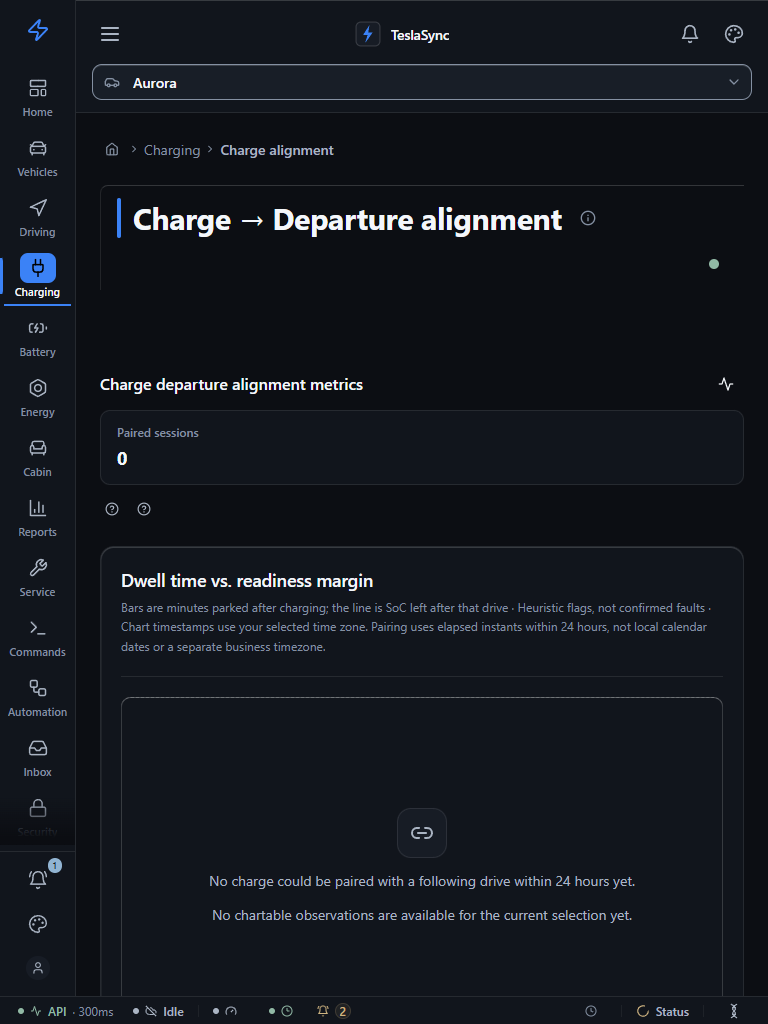 TeslaSync
Aurora
Home
Vehicles
Driving
Charging
Battery
Energy
Cabin
Reports
Service
Commands
Automation
Inbox
Security
1
Charging
Charge alignment
Charge → Departure alignment
Charge departure alignment metrics
Paired sessions
0
Dwell time vs. readiness margin
Bars are minutes parked after charging; the line is SoC left after that drive · Heuristic flags, not confirmed faults ·
Chart timestamps use your selected time zone. Pairing uses elapsed instants within 24 hours, not local calendar
dates or a separate business timezone.
No charge could be paired with a following drive within 24 hours yet.
No chartable observations are available for the current selection yet.
API · 300ms
Idle
2
Status